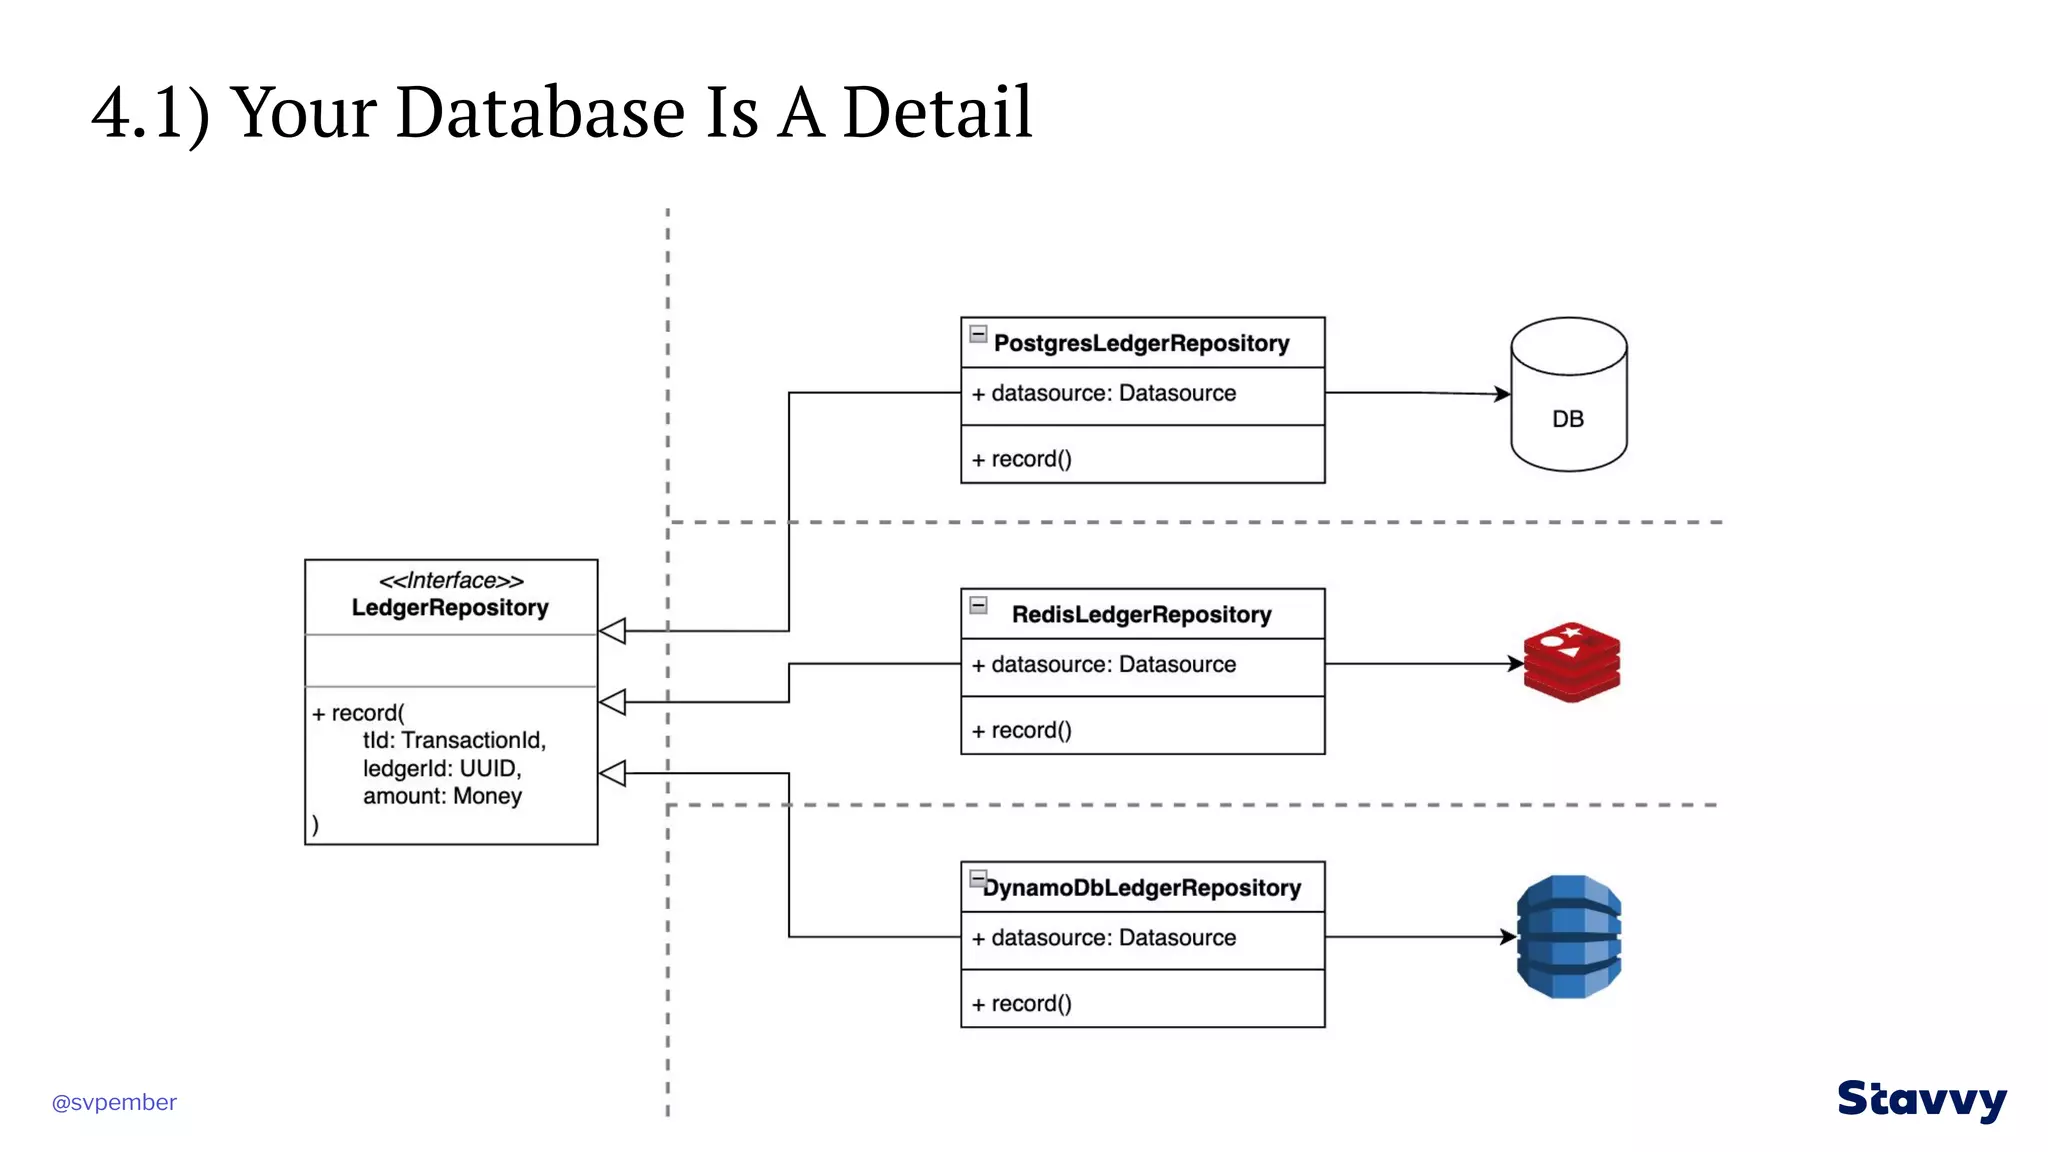 4.1) Your Database Is A Detail
<<Interface>>
LedgerRepository
+ record(
tId: TransactionId,
ledgerId: UUID,
amount: Money
)
PostgresLedgerRepository
+ datasource: Datasource
+ record()
DB
RedisLedgerRepository
+ datasource: Datasource
+ record()
DynamoDbLedgerRepository
+ datasource: Datasource
+ record()
@svpember
Stavvy